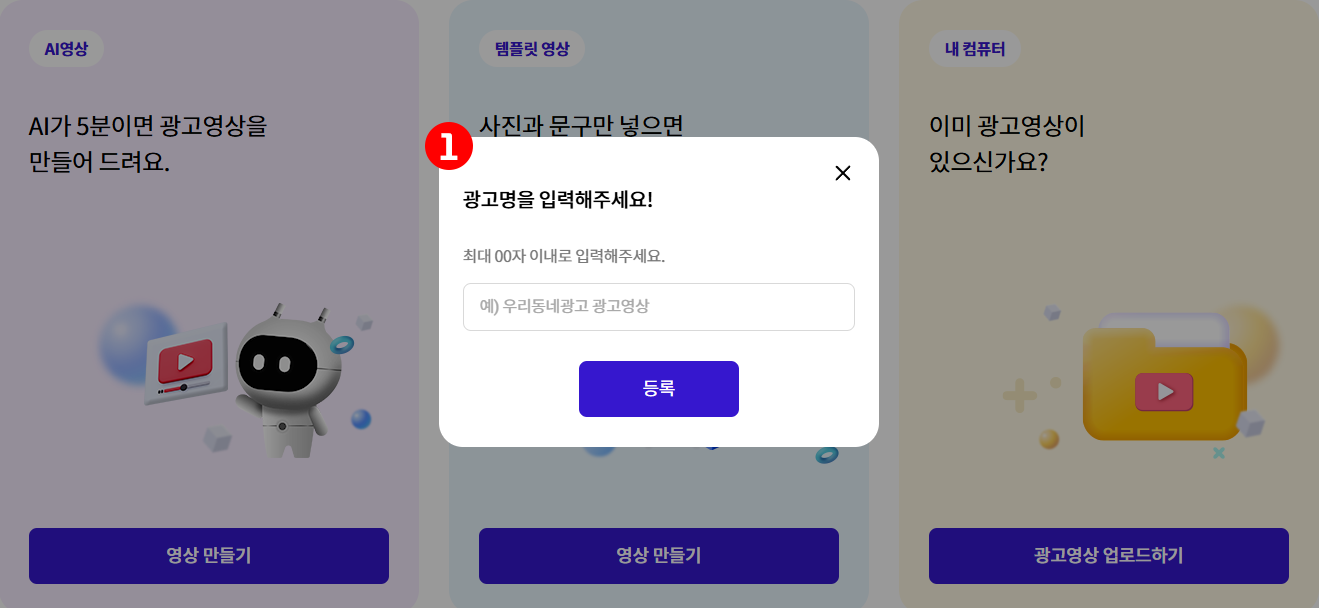 AI영상
AI가 5분이면 광고영상을
만들어 드려요.
영상 만들기
템플릿 영상
사진과 문구만 넣으면
1
광고명을 입력해주세요!
최대 00자 이내로 입력해주세요.
예) 우리동네광고 광고영상
등록
영상 만들기
내 컴퓨터
이미 광고영상이
있으신가요?
광고영상 업로드하기